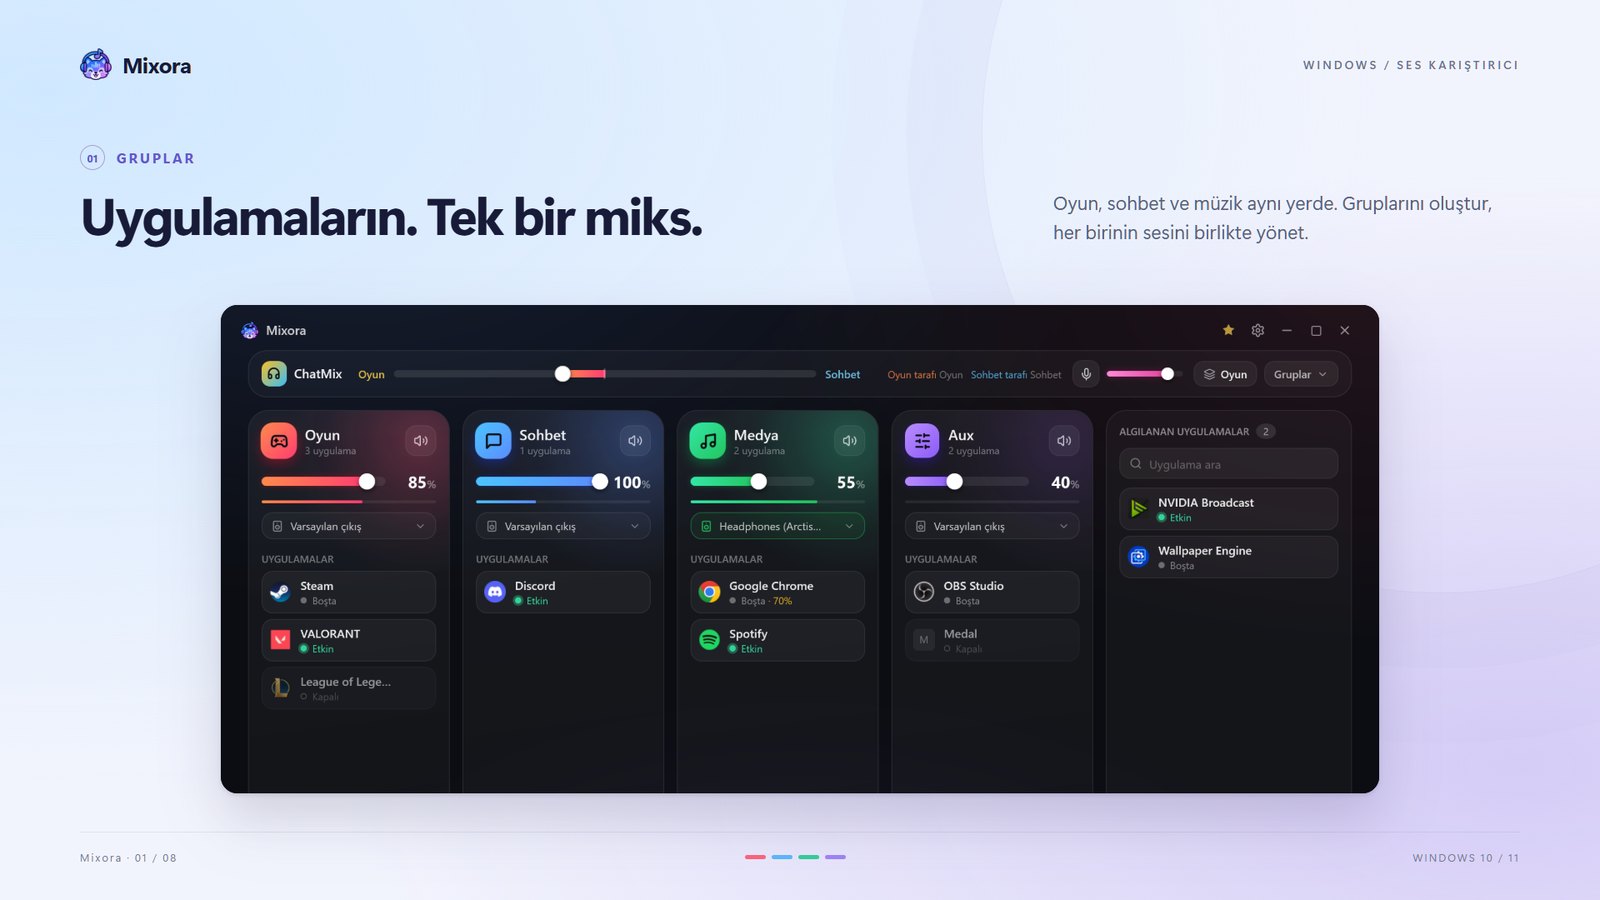 Mixora
WINDOWS / SES KARIŞTIRICI
01 GRUPLAR
Uygulamaların. Tek bir miks.
Oyun, sohbet ve müzik aynı yerde. Gruplarını oluştur,
her birinin sesini birlikte yönet.
Mixora
ChatMix Oyun Sohbet Oyun tarafı Oyun Sohbet tarafı Sohbet Oyun Gruplar
Oyun
3 uygulama
85%
Varsayılan çıkış
UYGULAMALAR
Steam
Boşta
VALORANT
Etkin
League of Lege...
Kapalı
Sohbet
1 uygulama
100%
Varsayılan çıkış
UYGULAMALAR
Discord
Etkin
Medya
2 uygulama
55%
Headphones (Arctis...
UYGULAMALAR
Google Chrome
Boşta · 70%
Spotify
Etkin
Aux
2 uygulama
40%
Varsayılan çıkış
UYGULAMALAR
OBS Studio
Boşta
M
Medal
Kapalı
ALGILANAN UYGULAMALAR 2
Uygulama ara
NVIDIA Broadcast
Etkin
Wallpaper Engine
Boşta
Mixora · 01 / 08
WINDOWS 10 / 11